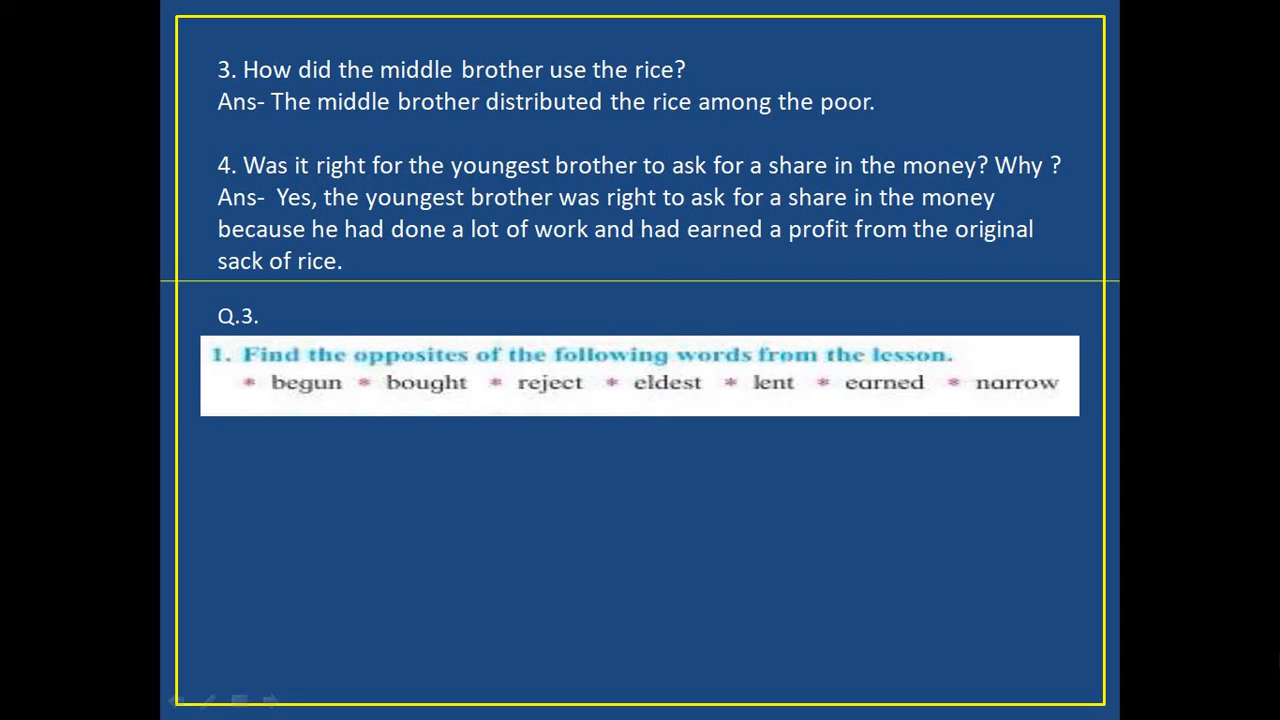 3. How did the middle brother use the rice?
Ans- The middle brother distributed the rice among the poor.
4. Was it right for the youngest brother to ask for a share in the money? Why ?
Ans-  Yes, the youngest brother was right to ask for a share in the money
because he had done a lot of work and had earned a profit from the original
sack of rice.
Q.3.
1. Find the opposites of the following words from the lesson.
* begun * bought * reject * eldest * lent * earned * narrow